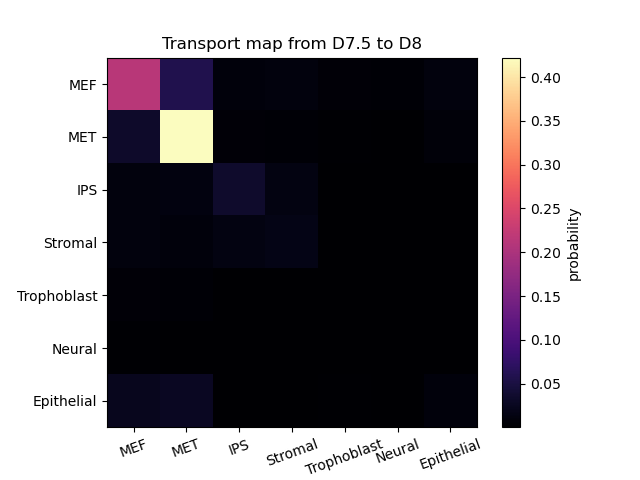 Transport map from D7.5 to D8
MEF
MET
IPS
Stromal
Trophoblast
Neural
Epithelial
MEF
MET
IPS
Stromal
Trophoblast
Neural
Epithelial
0.40
0.35
0.30
0.25
0.20
0.15
0.10
0.05
probability